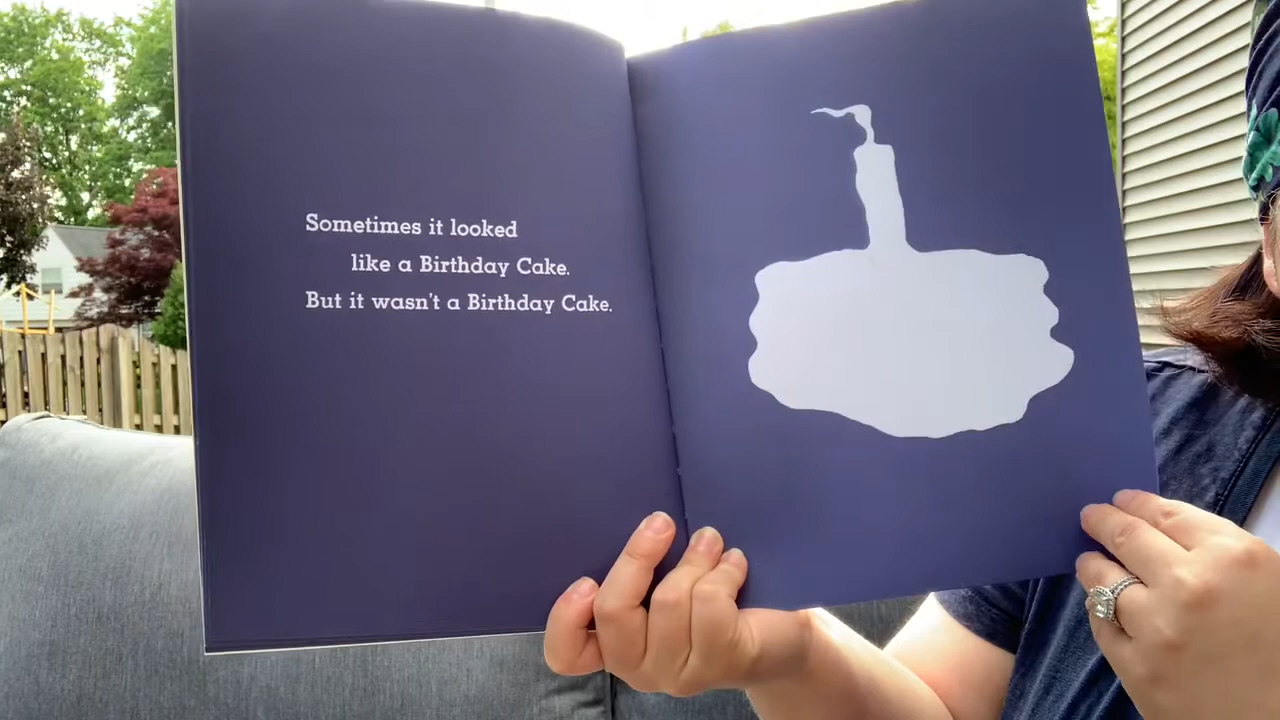 Sometimes it looked
like a Birthday Cake.
But it wasn't a Birthday Cake.